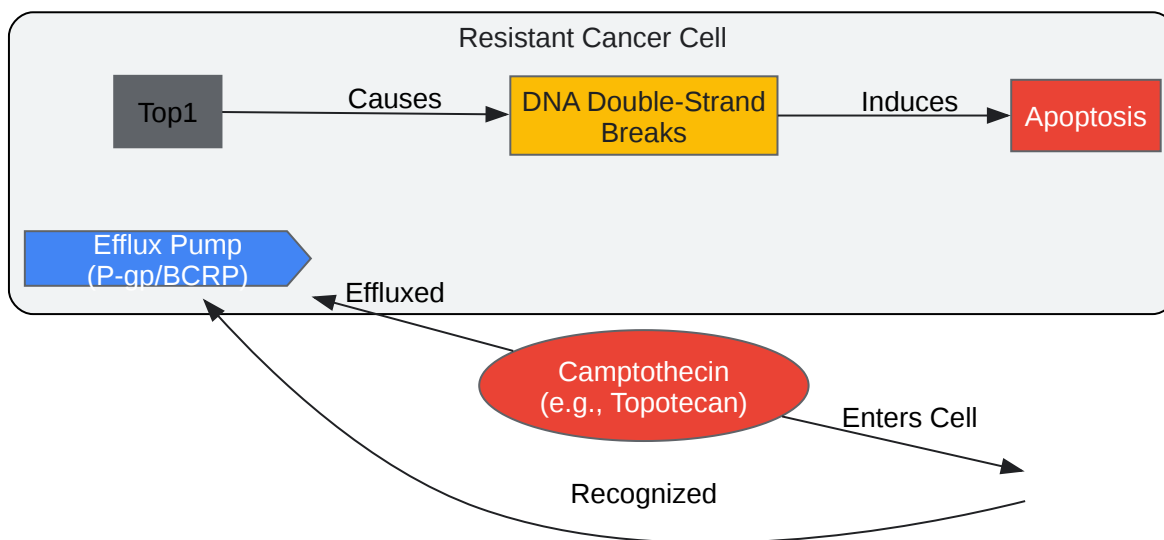 Resistant Cancer Cell
Top1
Causes
DNA Double-Strand
Breaks
Induces
Apoptosis
Efflux Pump
(P-gp/BCRP)
Effluxed
Camptothecin
(e.g., Topotecan)
Enters Cell
Recognized